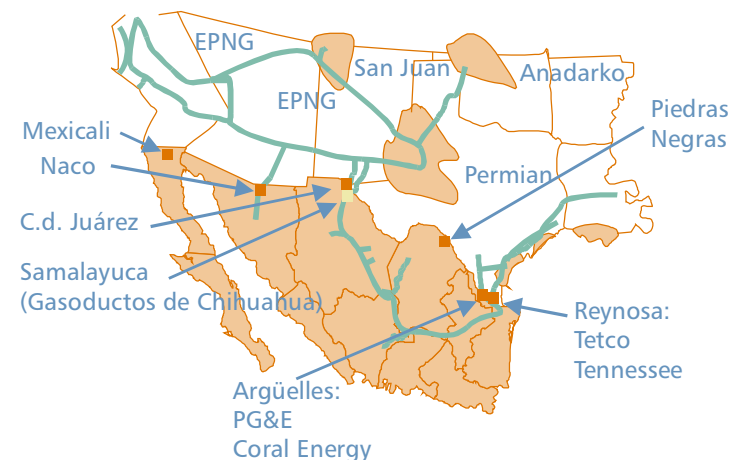 EPNG
San Juan
Anadarko
EPNG
Piedras
Negras
Mexicali
Naco
Permian
C.d. Juárez
Samalayuca
(Gasoductos de Chihuahua)
Reynosa:
Tetco
Tennessee
Argüelles:
PG&E
Coral Energy